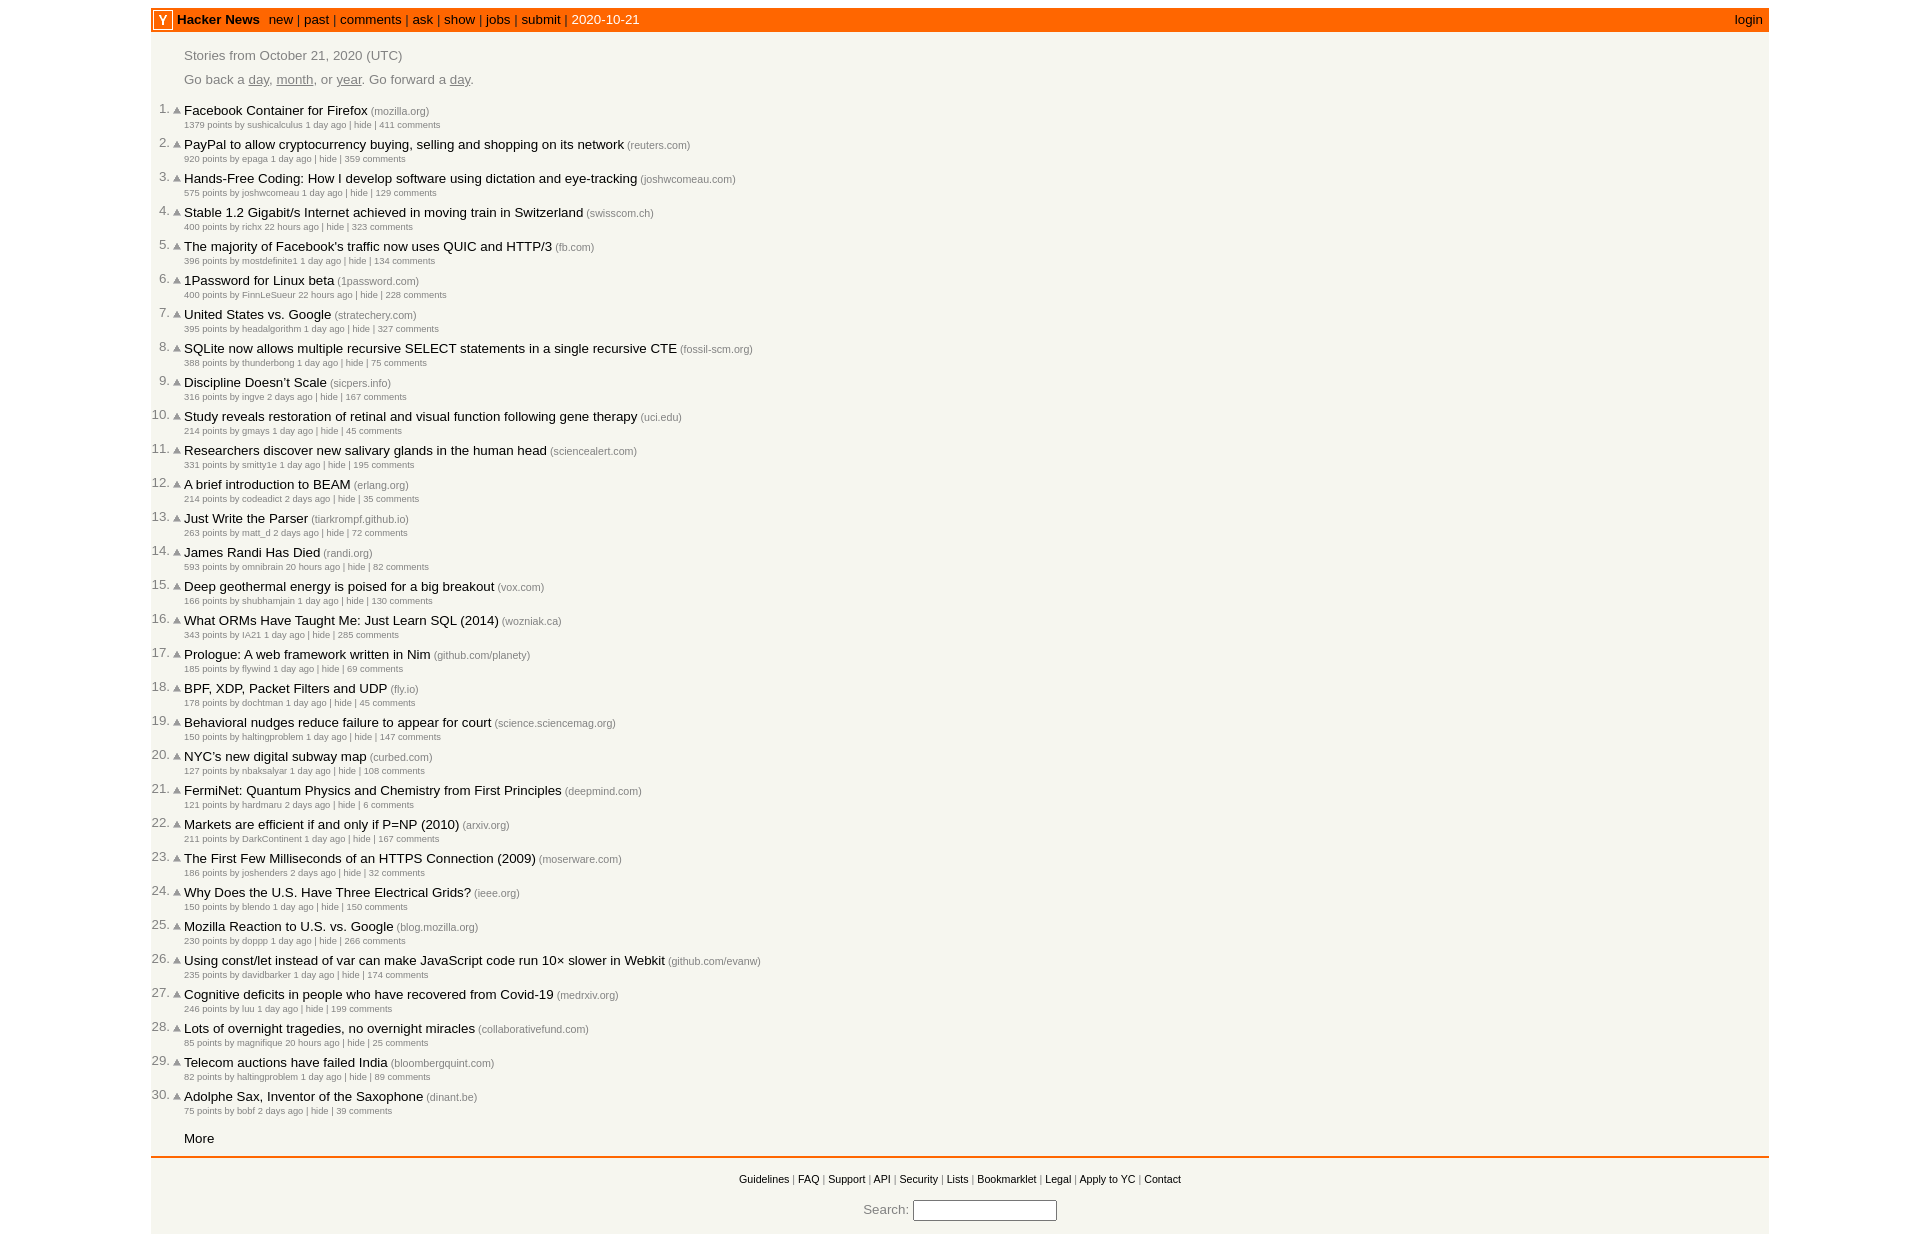 Y Hacker News new | past | comments | ask | show | jobs | submit | 2020-10-21 login
Stories from October 21, 2020 (UTC)
Go back a day, month, or year. Go forward a day.
1. Facebook Container for Firefox (mozilla.org)
1379 points by sushicalculus 1 day ago | hide | 411 comments
2. PayPal to allow cryptocurrency buying, selling and shopping on its network (reuters.com)
920 points by epaga 1 day ago | hide | 359 comments
3. Hands-Free Coding: How I develop software using dictation and eye-tracking (joshwcomeau.com)
575 points by joshwcomeau 1 day ago | hide | 129 comments
4. Stable 1.2 Gigabit/s Internet achieved in moving train in Switzerland (swisscom.ch)
400 points by richx 22 hours ago | hide | 323 comments
5. The majority of Facebook's traffic now uses QUIC and HTTP/3 (fb.com)
396 points by mostdefinite1 1 day ago | hide | 134 comments
6. 1Password for Linux beta (1password.com)
400 points by FinnLeSueur 22 hours ago | hide | 228 comments
7. United States vs. Google (stratechery.com)
395 points by headalgorithm 1 day ago | hide | 327 comments
8. SQLite now allows multiple recursive SELECT statements in a single recursive CTE (fossil-scm.org)
388 points by thunderbong 1 day ago | hide | 75 comments
9. Discipline Doesn’t Scale (sicpers.info)
316 points by ingve 2 days ago | hide | 167 comments
10. Study reveals restoration of retinal and visual function following gene therapy (uci.edu)
214 points by gmays 1 day ago | hide | 45 comments
11. Researchers discover new salivary glands in the human head (sciencealert.com)
331 points by smitty1e 1 day ago | hide | 195 comments
12. A brief introduction to BEAM (erlang.org)
214 points by codeadict 2 days ago | hide | 35 comments
13. Just Write the Parser (tiarkrompf.github.io)
263 points by matt_d 2 days ago | hide | 72 comments
14. James Randi Has Died (randi.org)
593 points by omnibrain 20 hours ago | hide | 82 comments
15. Deep geothermal energy is poised for a big breakout (vox.com)
166 points by shubhamjain 1 day ago | hide | 130 comments
16. What ORMs Have Taught Me: Just Learn SQL (2014) (wozniak.ca)
343 points by IA21 1 day ago | hide | 285 comments
17. Prologue: A web framework written in Nim (github.com/planety)
185 points by flywind 1 day ago | hide | 69 comments
18. BPF, XDP, Packet Filters and UDP (fly.io)
178 points by dochtman 1 day ago | hide | 45 comments
19. Behavioral nudges reduce failure to appear for court (science.sciencemag.org)
150 points by haltingproblem 1 day ago | hide | 147 comments
20. NYC’s new digital subway map (curbed.com)
127 points by nbaksalyar 1 day ago | hide | 108 comments
21. FermiNet: Quantum Physics and Chemistry from First Principles (deepmind.com)
121 points by hardmaru 2 days ago | hide | 6 comments
22. Markets are efficient if and only if P=NP (2010) (arxiv.org)
211 points by DarkContinent 1 day ago | hide | 167 comments
23. The First Few Milliseconds of an HTTPS Connection (2009) (moserware.com)
186 points by joshenders 2 days ago | hide | 32 comments
24. Why Does the U.S. Have Three Electrical Grids? (ieee.org)
150 points by blendo 1 day ago | hide | 150 comments
25. Mozilla Reaction to U.S. vs. Google (blog.mozilla.org)
230 points by doppp 1 day ago | hide | 266 comments
26. Using const/let instead of var can make JavaScript code run 10× slower in Webkit (github.com/evanw)
235 points by davidbarker 1 day ago | hide | 174 comments
27. Cognitive deficits in people who have recovered from Covid-19 (medrxiv.org)
246 points by luu 1 day ago | hide | 199 comments
28. Lots of overnight tragedies, no overnight miracles (collaborativefund.com)
85 points by magnifique 20 hours ago | hide | 25 comments
29. Telecom auctions have failed India (bloombergquint.com)
82 points by haltingproblem 1 day ago | hide | 89 comments
30. Adolphe Sax, Inventor of the Saxophone (dinant.be)
75 points by bobf 2 days ago | hide | 39 comments
More
Guidelines | FAQ | Support | API | Security | Lists | Bookmarklet | Legal | Apply to YC | Contact
Search: